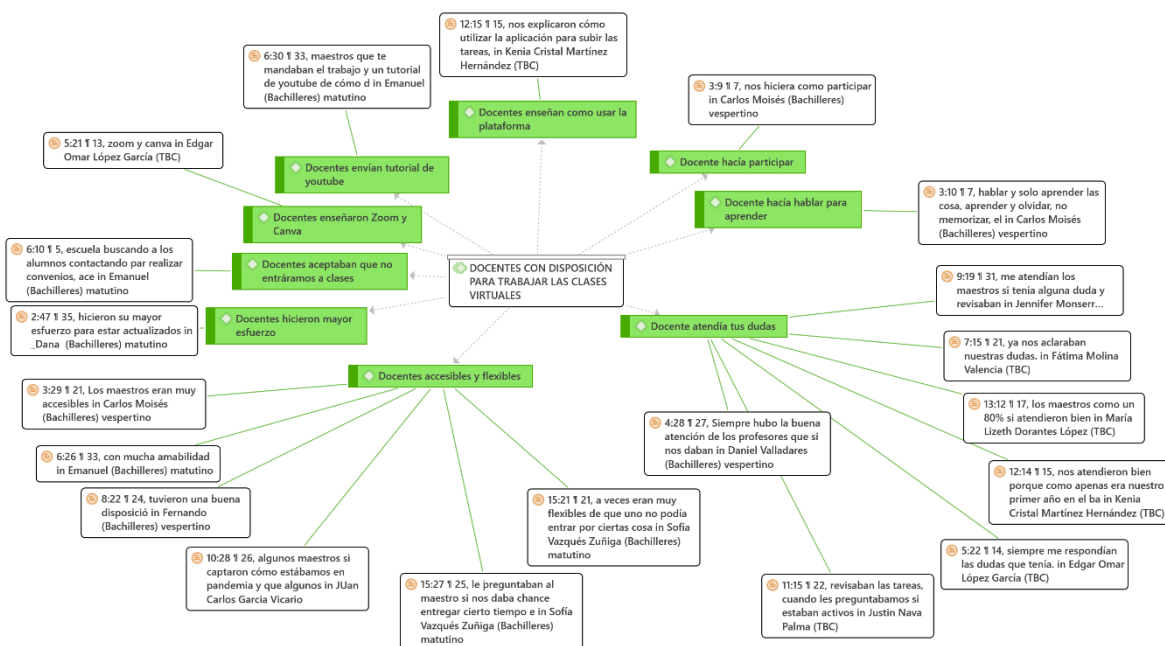 12:15 ¶ 15, nos explicaron cómo
utilizar la aplicación para subir las
tareas, in Kenia Cristal Martínez
Hernández (TBC)
6:30 ¶ 33, maestros que te
mandaban el trabajo y un tutorial
de youtube de cómo d in Emanuel
(Bachilleres) matutino
3:9 ¶ 7, nos hiciera como participar
in Carlos Moisés (Bachilleres)
vespertino
Docentes enseñan como usar la
plataforma
5:21 ¶ 13, zoom y canva in Edgar
Omar López García (TBC)
Docentes envían tutorial de
youtube
Docente hacía participar
3:10 ¶ 7, hablar y solo aprender las
cosa, aprender y olvidar, no
memorizar, el in Carlos Moisés
(Bachilleres) vespertino
Docente hacía hablar para
aprender
Docentes enseñaron Zoom y
Canva
6:10 ¶ 5, escuela buscando a los
alumnos contactando par realizar
convenios, ace in Emanuel
(Bachilleres) matutino
Docentes aceptaban que no
entráramos a clases
DOCENTES CON DISPOSICIÓN
PARA TRABAJAR LAS CLASES
VIRTUALES
9:19 ¶ 31, me atendían los
maestros si tenía alguna duda y
revisaban in Jennifer Monserr...
2:47 ¶ 35, hicieron su mayor
esfuerzo para estar actualizados in
_Dana (Bachilleres) matutino
Docentes hicieron mayor
esfuerzo
Docente atendía tus dudas
7:15 ¶ 21, ya nos aclaraban
nuestras dudas. in Fátima Molina
Valencia (TBC)
Docentes accesibles y flexibles
3:29 ¶ 21, Los maestros eran muy
accesibles in Carlos Moisés
(Bachilleres) vespertino
13:12 ¶ 17, los maestros como un
80% si atendieron bien in María
Lizeth Dorantes López (TBC)
4:28 ¶ 27, Siempre hubo la buena
atención de los profesores que si
nos daban in Daniel Valladares
(Bachilleres) vespertino
6:26 ¶ 33, con mucha amabilidad
in Emanuel (Bachilleres) matutino
12:14 ¶ 15, nos atendieron bien
porque como apenas era nuestro
primer año en el ba in Kenia
Cristal Martínez Hernández (TBC)
8:22 ¶ 24, tuvieron una buena
disposició in Fernando
(Bachilleres) vespertino
15:21 ¶ 21, a veces eran muy
flexibles de que uno no podía
entrar por ciertas cosa in Sofía
Vazqués Zuñiga (Bachilleres)
matutino
10:28 ¶ 26, algunos maestros si
captaron cómo estábamos en
pandemia y que algunos in JUan
Carlos Garcia Vicario
5:22 ¶ 14, siempre me respondían
las dudas que tenía. in Edgar Omar
López García (TBC)
15:27 ¶ 25, le preguntaban al
maestro si nos daba chance
entregar cierto tiempo e in Sofía
Vazqués Zuñiga (Bachilleres)
matutino
11:15 ¶ 22, revisaban las tareas,
cuando les preguntabamos si
estaban activos in Justin Nava
Palma (TBC)